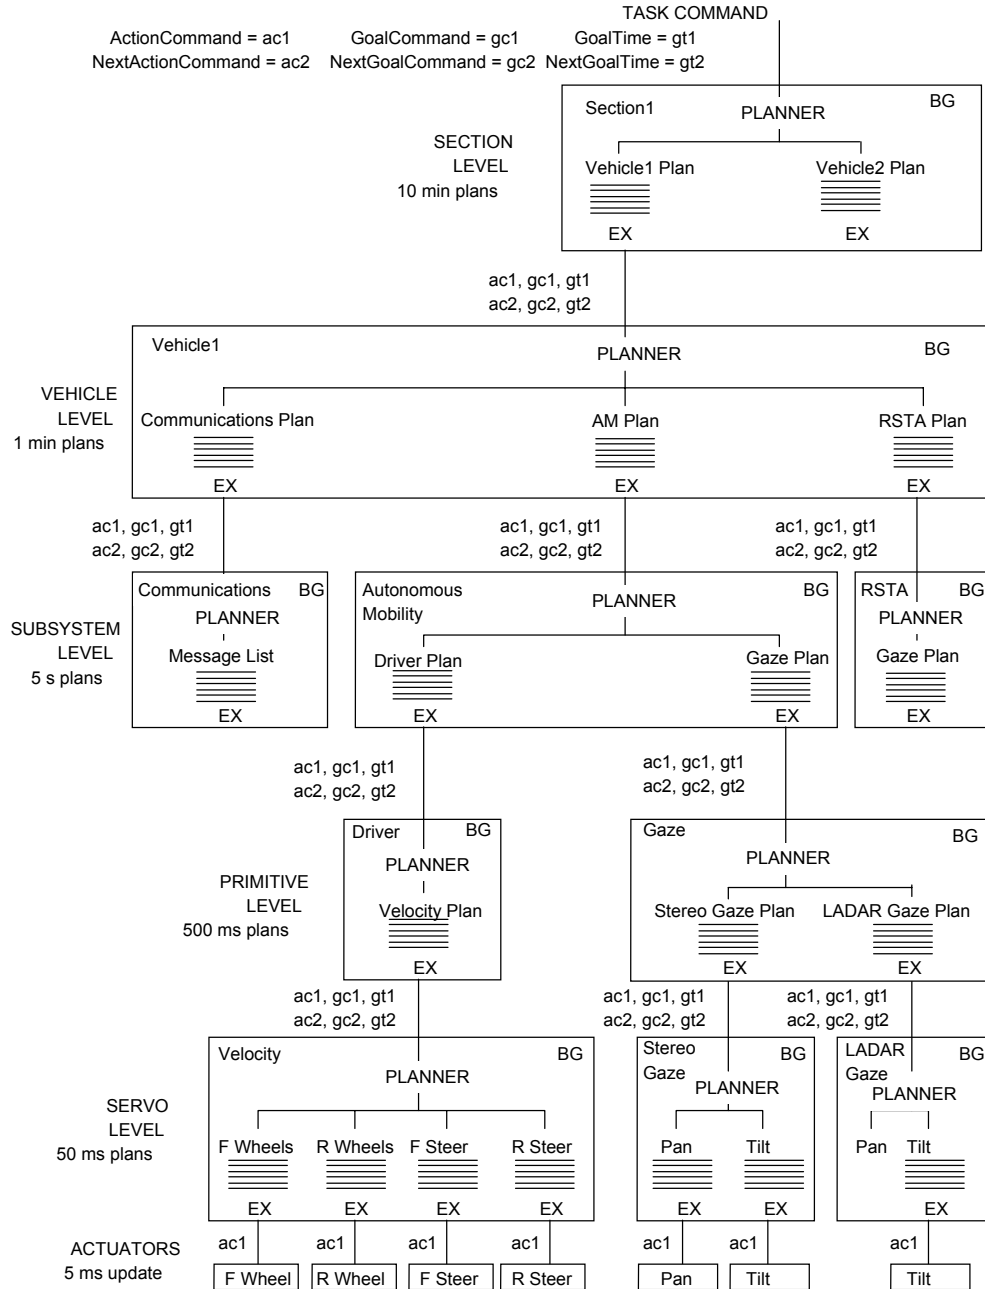 TASK COMMAND
ActionCommand = ac1 GoalCommand = gc1 GoalTime = gt1
NextActionCommand = ac2 NextGoalCommand = gc2 NextGoalTime = gt2
Section1 PLANNER BG
SECTION
LEVEL
10 min plans
Vehicle1 Plan Vehicle2 Plan
EX EX
ac1, gc1, gt1
ac2, gc2, gt2
Vehicle1 PLANNER BG
VEHICLE
LEVEL
1 min plans
Communications Plan AM Plan RSTA Plan
EX EX EX
ac1, gc1, gt1 ac1, gc1, gt1 ac1, gc1, gt1
ac2, gc2, gt2 ac2, gc2, gt2 ac2, gc2, gt2
SUBSYSTEM
LEVEL
5 s plans
Communications BG
PLANNER
Message List
EX
Autonomous
Mobility
PLANNER BG
Driver Plan Gaze Plan
EX EX
RSTA BG
PLANNER
Gaze Plan
EX
ac1, gc1, gt1 ac1, gc1, gt1
ac2, gc2, gt2 ac2, gc2, gt2
PRIMITIVE
LEVEL
500 ms plans
Driver BG
PLANNER
Velocity Plan
EX
Gaze BG
PLANNER
Stereo Gaze Plan LADAR Gaze Plan
EX EX
ac1, gc1, gt1 ac1, gc1, gt1 ac1, gc1, gt1
ac2, gc2, gt2 ac2, gc2, gt2 ac2, gc2, gt2
SERVO
LEVEL
50 ms plans
Velocity BG
PLANNER
F Wheels R Wheels F Steer R Steer
EX EX EX EX
Stereo
Gaze
BG
PLANNER
Pan Tilt
EX EX
LADAR
Gaze
BG
PLANNER
Pan Tilt
EX
ACTUATORS
5 ms update
ac1 ac1 ac1 ac1 ac1 ac1 ac1
F Wheel R Wheel F Steer R Steer Pan Tilt Tilt